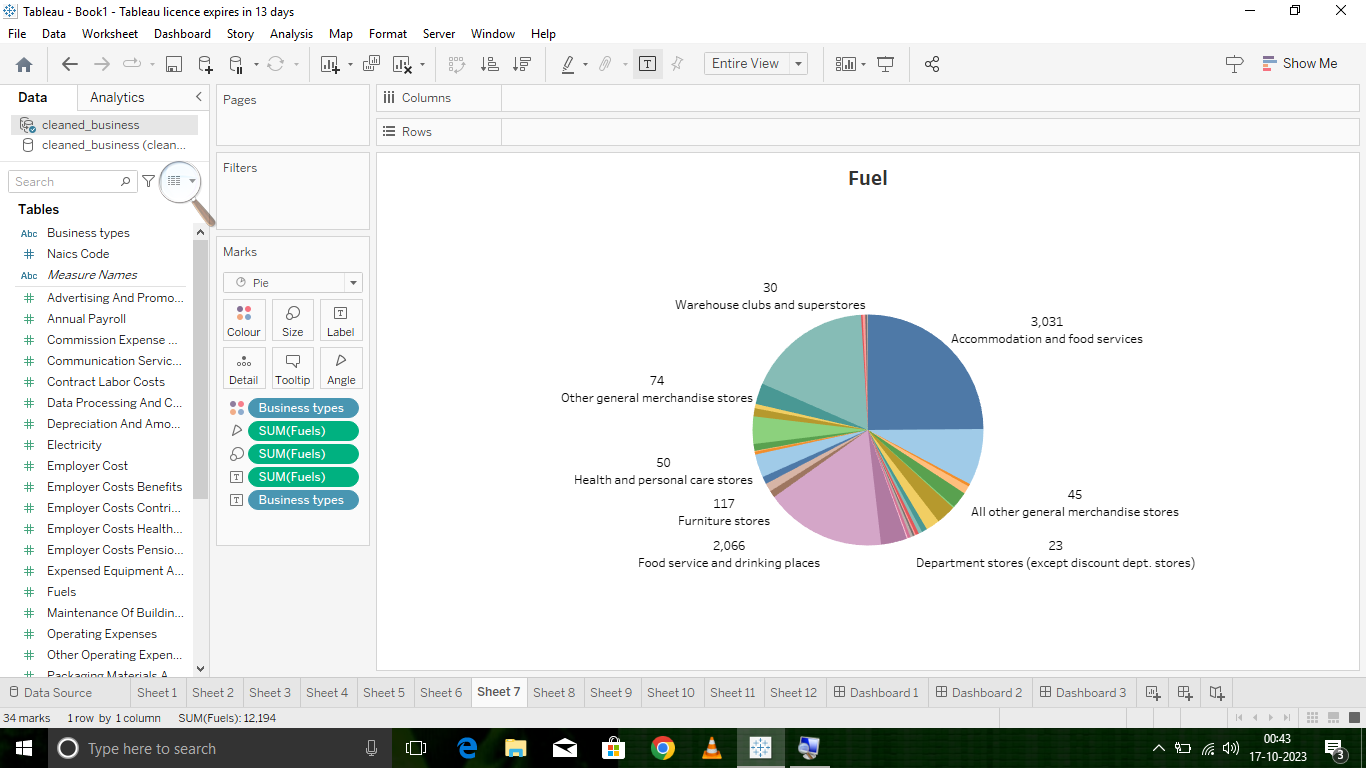 Tableau - Book1 - Tableau licence expires in 13 days
File Data Worksheet Dashboard Story Analysis Map Format Server Window Help
Entire View
Show Me
Data Analytics
cleaned_business
cleaned_business (clean...
Search
Tables
Abc Business types
# Naics Code
Abc Measure Names
# Advertising And Promo...
# Annual Payroll
# Commission Expense ...
# Communication Servic...
# Contract Labor Costs
# Data Processing And C...
# Depreciation And Amo...
# Electricity
# Employer Cost
# Employer Costs Benefits
# Employer Costs Contri...
# Employer Costs Health...
# Employer Costs Pensio...
# Expensed Equipment A...
# Fuels
# Maintenance Of Buildin...
# Operating Expenses
# Other Operating Expen...
# Packaging Materials A...
Pages
Filters
Marks
Pie
Colour Size Label
Detail Tooltip Angle
Business types
SUM(Fuels)
SUM(Fuels)
SUM(Fuels)
Business types
Columns
Rows
Fuel
30
Warehouse clubs and superstores
3,031
Accommodation and food services
74
Other general merchandise stores
50
Health and personal care stores
45
All other general merchandise stores
117
Furniture stores
2,066
Food service and drinking places
23
Department stores (except discount dept. stores)
Data Source Sheet 1 Sheet 2 Sheet 3 Sheet 4 Sheet 5 Sheet 6 Sheet 7 Sheet 8 Sheet 9 Sheet 10 Sheet 11 Sheet 12 Dashboard 1 Dashboard 2 Dashboard 3
34 marks 1 row by 1 column SUM(Fuels): 12,194
Type here to search
00:43
17-10-2023
3